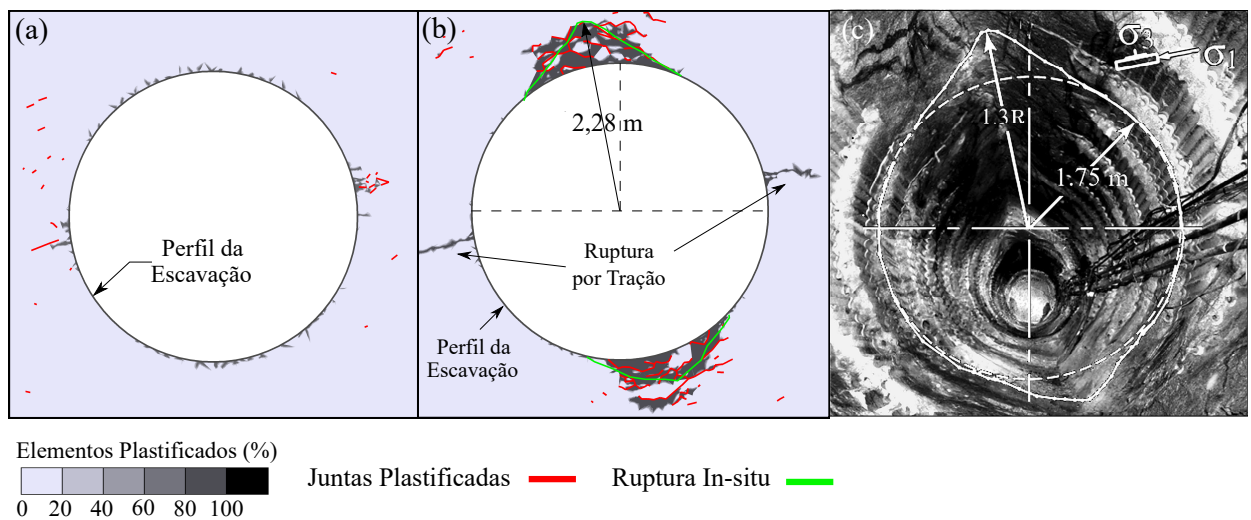 (a)
Perfil da
Escavação
(b)
2,28 m
Ruptura
por Tração
Perfil da
Escavação
(c)
σ3
σ1
1.3R
1.75 m
Elementos Plastificados (%)
0 20 40 60 80 100
Juntas Plastificadas
Ruptura In-situ